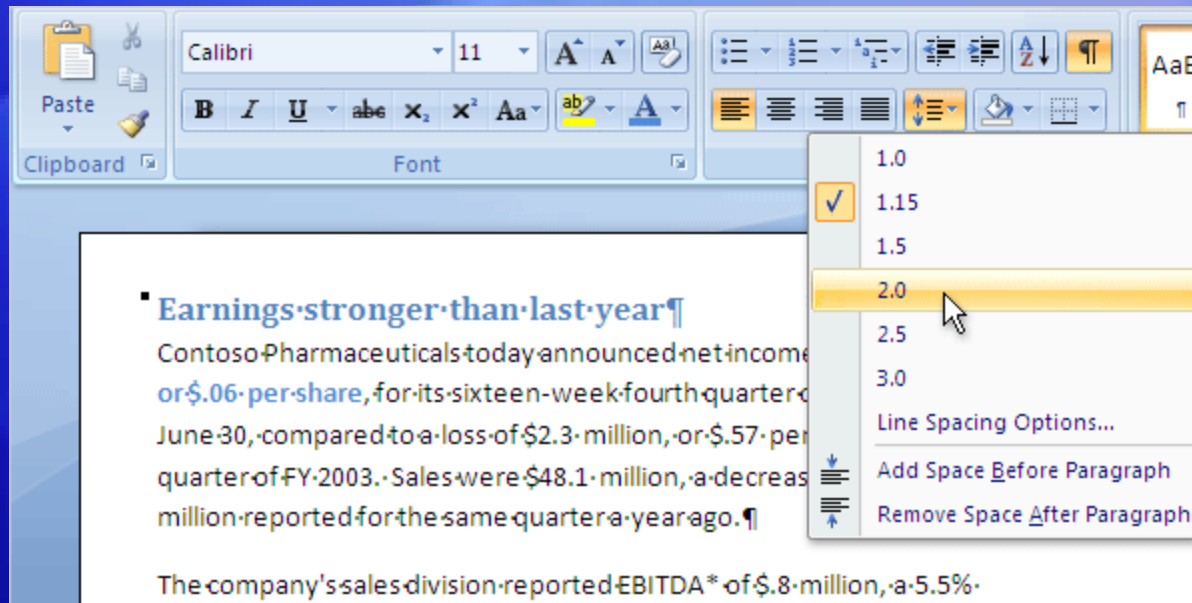 Calibri 11 A A Aa
AaB
Paste B I U abc x₂ x² Aa ab A
¶
Clipboard Font
1.0
1.15
1.5
2.0
2.5
3.0
Line Spacing Options...
Add Space Before Paragraph
Remove Space After Paragraph
Earnings·stronger·than·last·year¶
Contoso·Pharmaceuticals·today·announced·net·income
or·$.06·per·share,·for·its·sixteen-week·fourth·quarter·
June·30,·compared·to·a·loss·of·$2.3·million,·or·$.57·per
quarter·of·FY·2003.·Sales·were·$48.1·million,·a·decreas
million·reported·for·the·same·quarter·a·year·ago.¶
The·company's·sales·division·reported·EBITDA*·of·$.8·million,·a·5.5%·